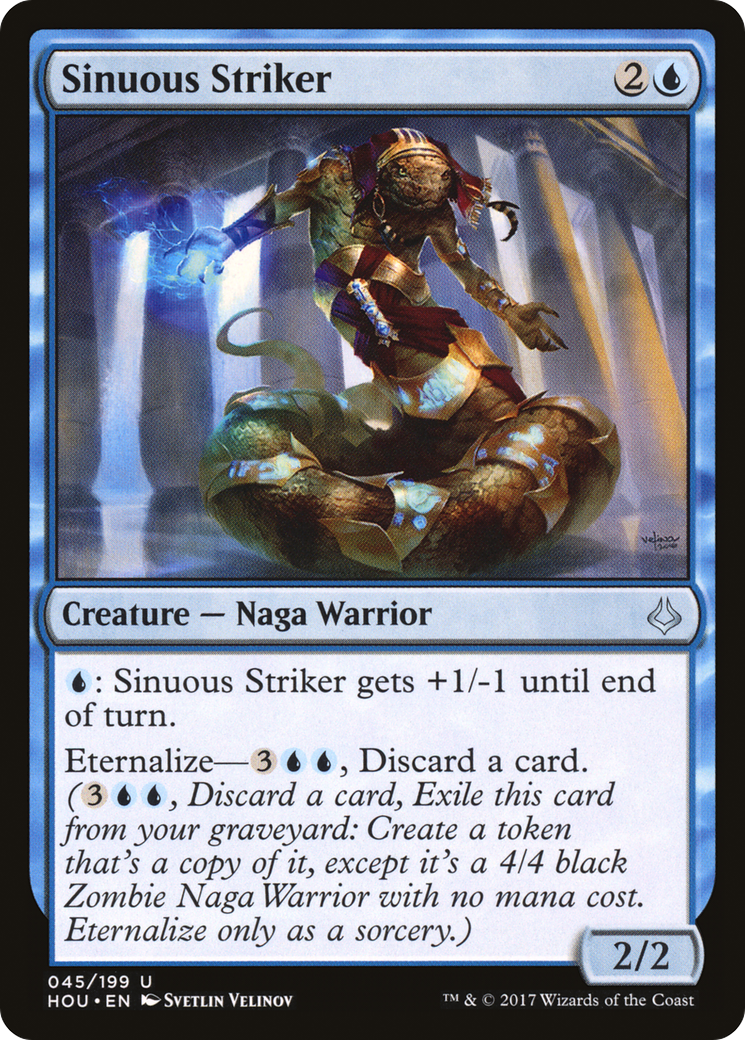 Sinuous Striker 2
Velinov
2016
Creature — Naga Warrior
: Sinuous Striker gets +1/-1 until end
of turn.
Eternalize—3, Discard a card.
(3, Discard a card, Exile this card
from your graveyard: Create a token
that's a copy of it, except it's a 4/4 black
Zombie Naga Warrior with no mana cost.
Eternalize only as a sorcery.)
2/2
045/199 U
HOU • EN Svetlin Velinov
™ & © 2017 Wizards of the Coast